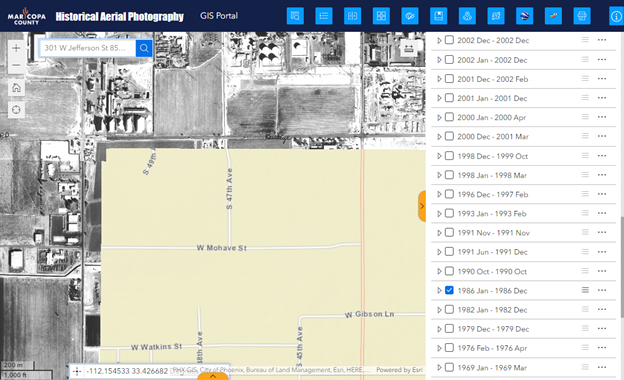 MARICOPA
COUNTY
Historical Aerial Photography
GIS Portal
301 W Jefferson St 85...
S 49th
S 47th Ave
W Mohave St
W Gibson Ln
W Watkins St
S 45th Ave
48th Ave
200 m
1,000 ft
-112.154533 33.426682 Degrees
PHX GIS, City of Phoenix, Bureau of Land Management, Esri, HERE,...
Powered by Esri
2002 Dec - 2002 Dec
2002 Jan - 2002 Dec
2001 Dec - 2002 Feb
2001 Jan - 2001 Dec
2000 Jan - 2000 Apr
2000 Dec - 2001 Mar
1998 Dec - 1999 Oct
1998 Jan - 1998 Mar
1996 Dec - 1997 Feb
1993 Jan - 1993 Feb
1991 Nov - 1991 Nov
1991 Jun - 1991 Dec
1990 Oct - 1990 Oct
1986 Jan - 1986 Dec
1982 Jan - 1982 Dec
1979 Dec - 1979 Dec
1976 Feb - 1976 Apr
1969 Jan - 1969 Mar